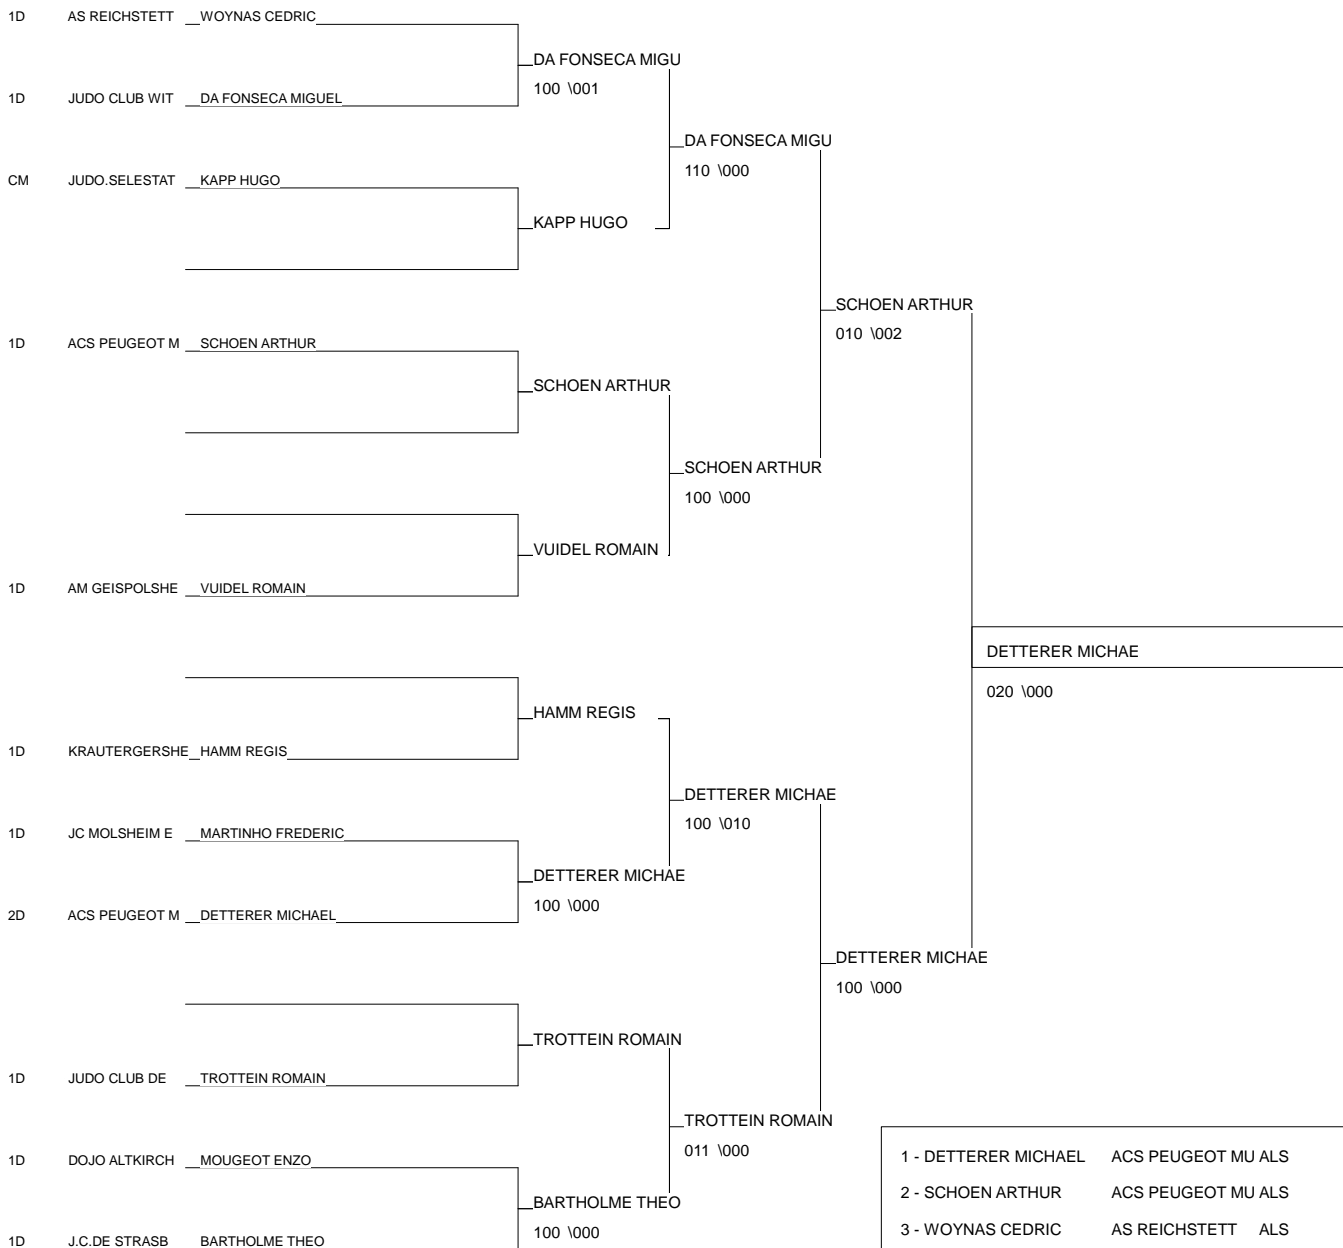 1D AS REICHSTETT WOYNAS CEDRIC
DA FONSECA MIGU
100 \001
1D JUDO CLUB WIT DA FONSECA MIGUEL
DA FONSECA MIGU
110 \000
CM JUDO.SELESTAT KAPP HUGO
KAPP HUGO
SCHOEN ARTHUR
010 \002
1D ACS PEUGEOT M SCHOEN ARTHUR
SCHOEN ARTHUR
SCHOEN ARTHUR
100 \000
VUIDEL ROMAIN
1D AM GEISPOLSHE VUIDEL ROMAIN
DETTERER MICHAE
020 \000
HAMM REGIS
1D KRAUTERGERSHE HAMM REGIS
DETTERER MICHAE
100 \010
1D JC MOLSHEIM E MARTINHO FREDERIC
DETTERER MICHAE
100 \000
2D ACS PEUGEOT M DETTERER MICHAEL
DETTERER MICHAE
100 \000
TROTTEIN ROMAIN
1D JUDO CLUB DE TROTTEIN ROMAIN
TROTTEIN ROMAIN
011 \000
1D DOJO ALTKIRCH MOUGEOT ENZO
BARTHOLME THEO
100 \000
1D J.C.DE STRASB BARTHOLME THEO
1 - DETTERER MICHAEL ACS PEUGEOT MU ALS
2 - SCHOEN ARTHUR ACS PEUGEOT MU ALS
3 - WOYNAS CEDRIC AS REICHSTETT ALS